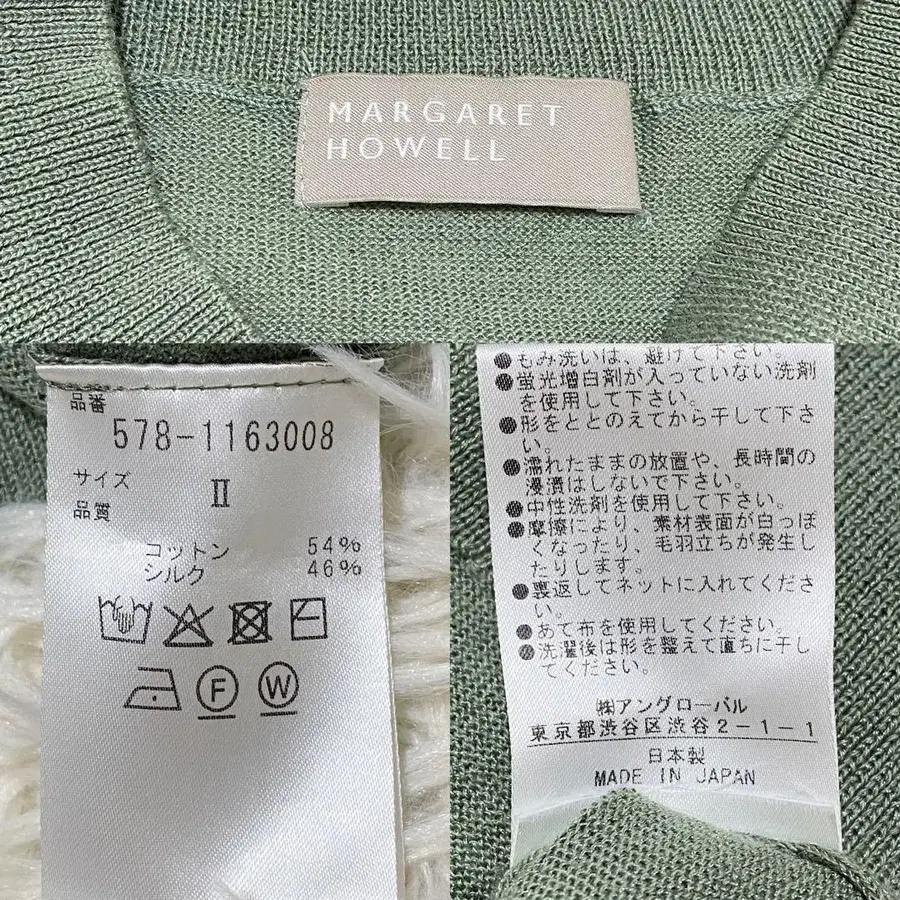 MARGARET
HOWELL
品番
578-1163008
サイズ
II
品質
コットン 54%
シルク 46%
F W
●もみ洗いは、避けて下さい。
●蛍光増白剤が入っていない洗剤
を使用して下さい。
●形をととのえてから干して下さ
い。
●濡れたままの放置や、長時間の
浸漬はしないで下さい。
●中性洗剤を使用して下さい。
●摩擦により、素材表面が白っぽ
くなったり、毛羽立ちが発生し
たりします。
●裏返してネットに入れてくださ
い。
●あて布を使用してください。
●洗濯後は形を整えて直ちに干し
てください。
㈱アングローバル
東京都渋谷区渋谷2-1-1
日本製
MADE IN JAPAN